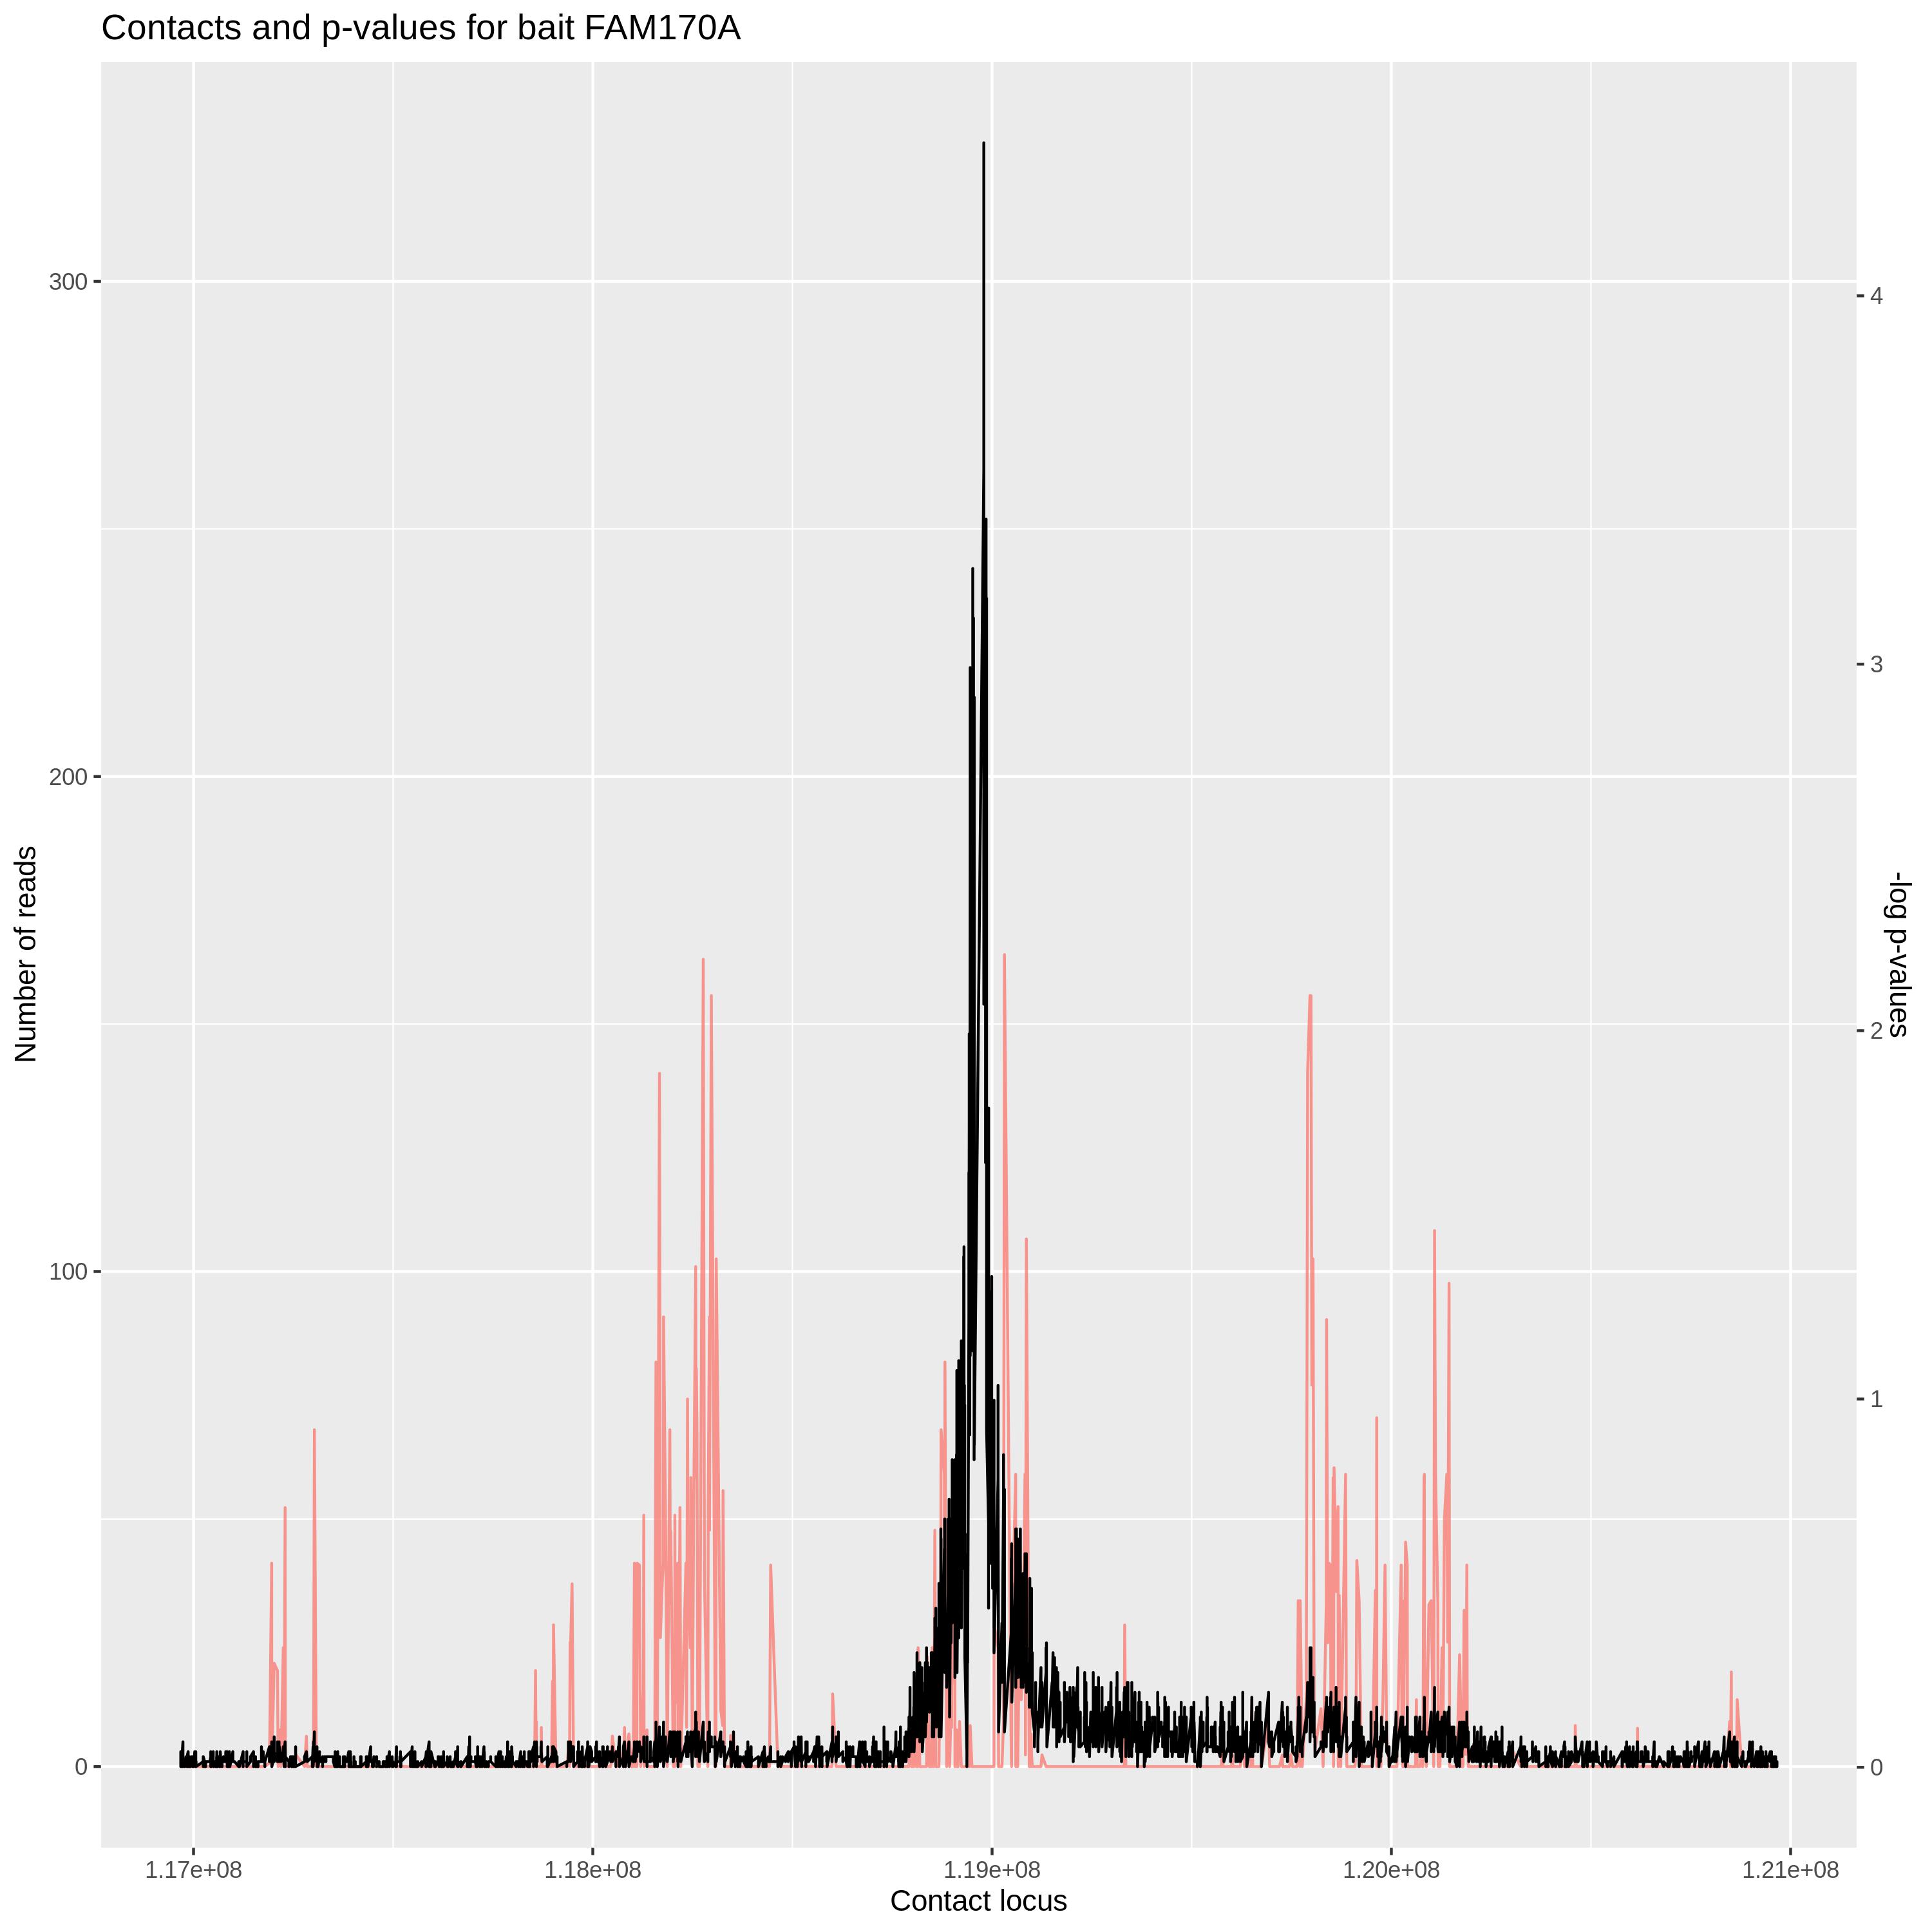 Contacts and p-values for bait FAM170A
300
200
100
0
Number of reads
4
3
2
1
0
-log p-values
1.17e+08
1.18e+08
1.19e+08
1.20e+08
1.21e+08
Contact locus